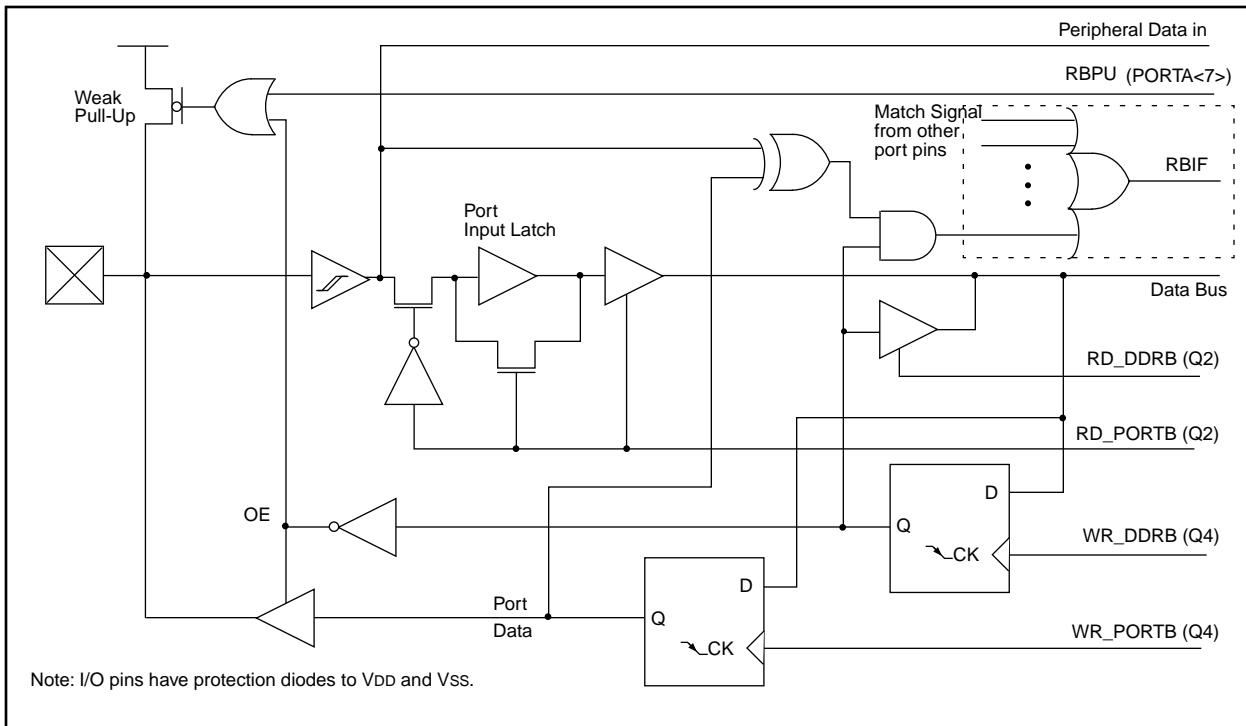 Peripheral Data in
RBPU (PORTA<7>)
Weak
Pull-Up
Match Signal
from other
port pins
RBIF
Port
Input Latch
Data Bus
RD_DDRB (Q2)
RD_PORTB (Q2)
D
OE
Q
CK
WR_DDRB (Q4)
D
Port
Data
Q
CK
WR_PORTB (Q4)
Note: I/O pins have protection diodes to VDD and VSS.